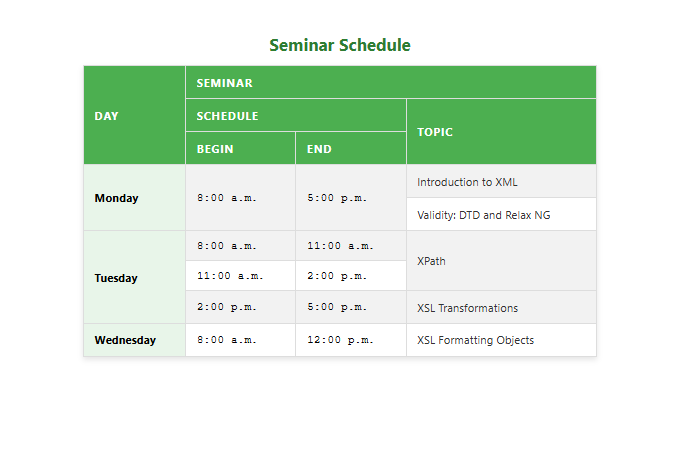 Seminar Schedule
DAY
SEMINAR
SCHEDULE
TOPIC
BEGIN
END
Monday
8:00 a.m.
5:00 p.m.
Introduction to XML
Validity: DTD and Relax NG
Tuesday
8:00 a.m.
11:00 a.m.
XPath
11:00 a.m.
2:00 p.m.
2:00 p.m.
5:00 p.m.
XSL Transformations
Wednesday
8:00 a.m.
12:00 p.m.
XSL Formatting Objects